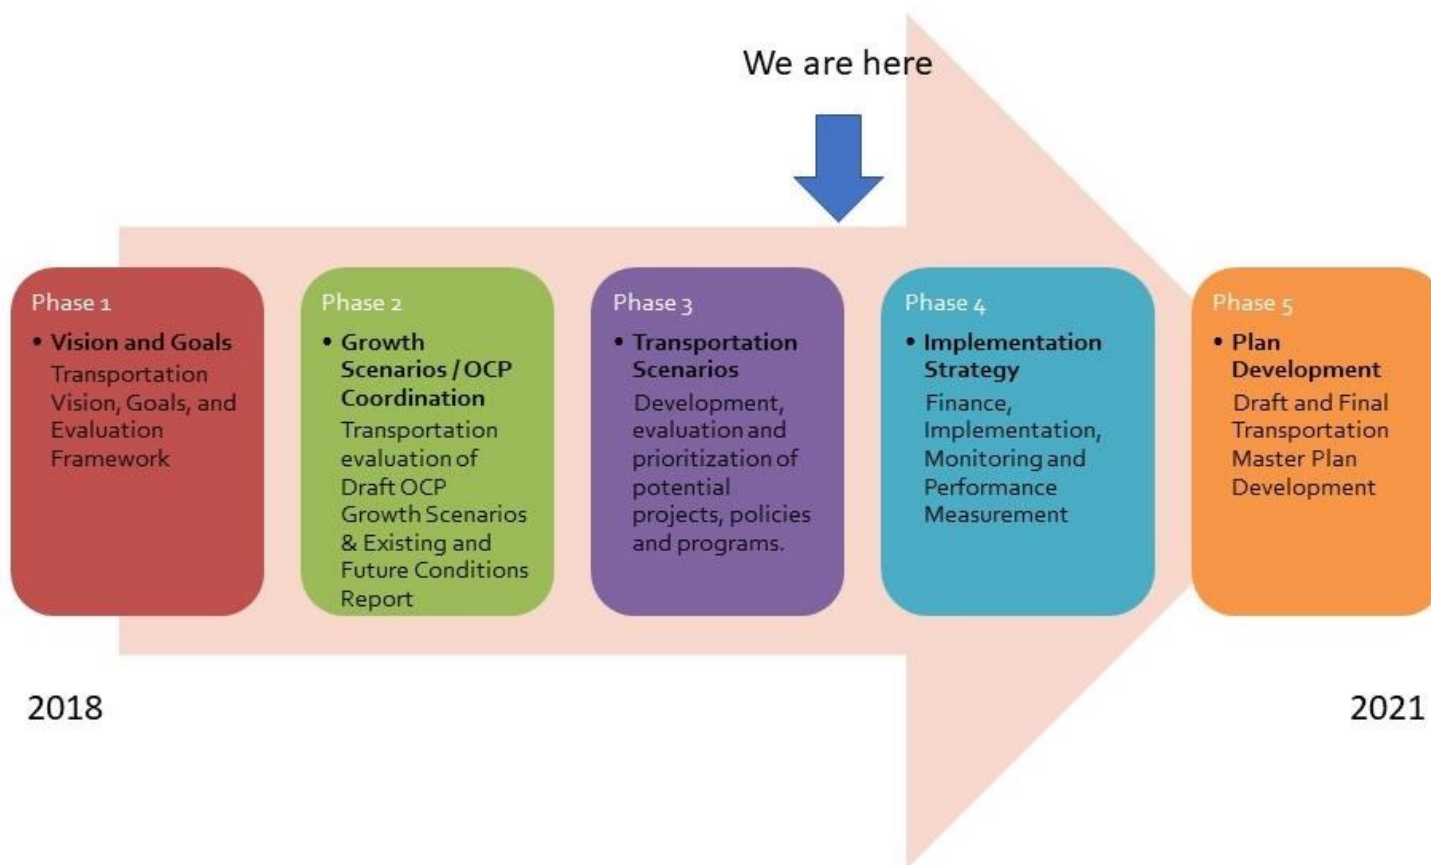 We are here
Phase 1
• Vision and Goals
Transportation
Vision, Goals, and
Evaluation
Framework
Phase 2
• Growth
Scenarios / OCP
Coordination
Transportation
evaluation of
Draft OCP
Growth Scenarios
& Existing and
Future Conditions
Report
Phase 3
• Transportation
Scenarios
Development,
evaluation and
prioritization of
potential
projects, policies
and programs.
Phase 4
• Implementation
Strategy
Finance,
Implementation,
Monitoring and
Performance
Measurement
Phase 5
• Plan
Development
Draft and Final
Transportation
Master Plan
Development
2018
2021